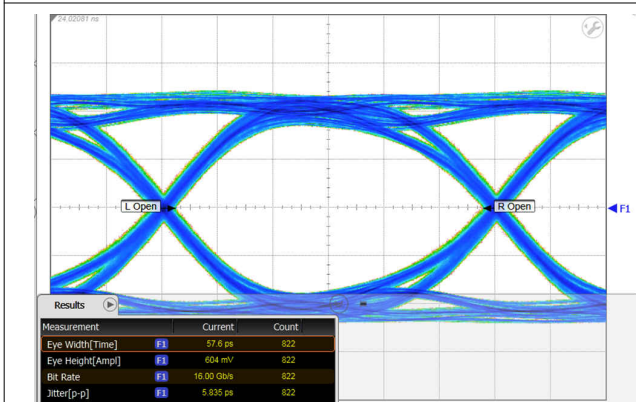 24.02081 ns
L Open
R Open
F1
Results
Measurement Current Count
Eye Width[Time] F1 57.6 ps 822
Eye Height[Ampl] F1 604 mV 822
Bit Rate F1 16.00 Gb/s 822
Jitter[p-p] F1 5.835 ps 822